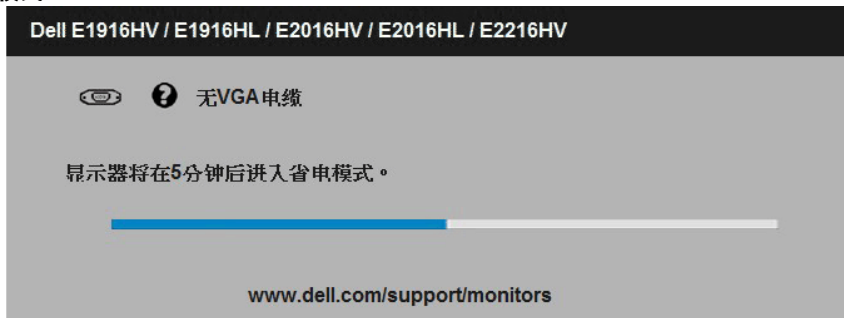 Dell E1916HV / E1916HL / E2016HV / E2016HL / E2216HV
无VGA电缆
显示器将在5分钟后进入省电模式。
www.dell.com/support/monitors